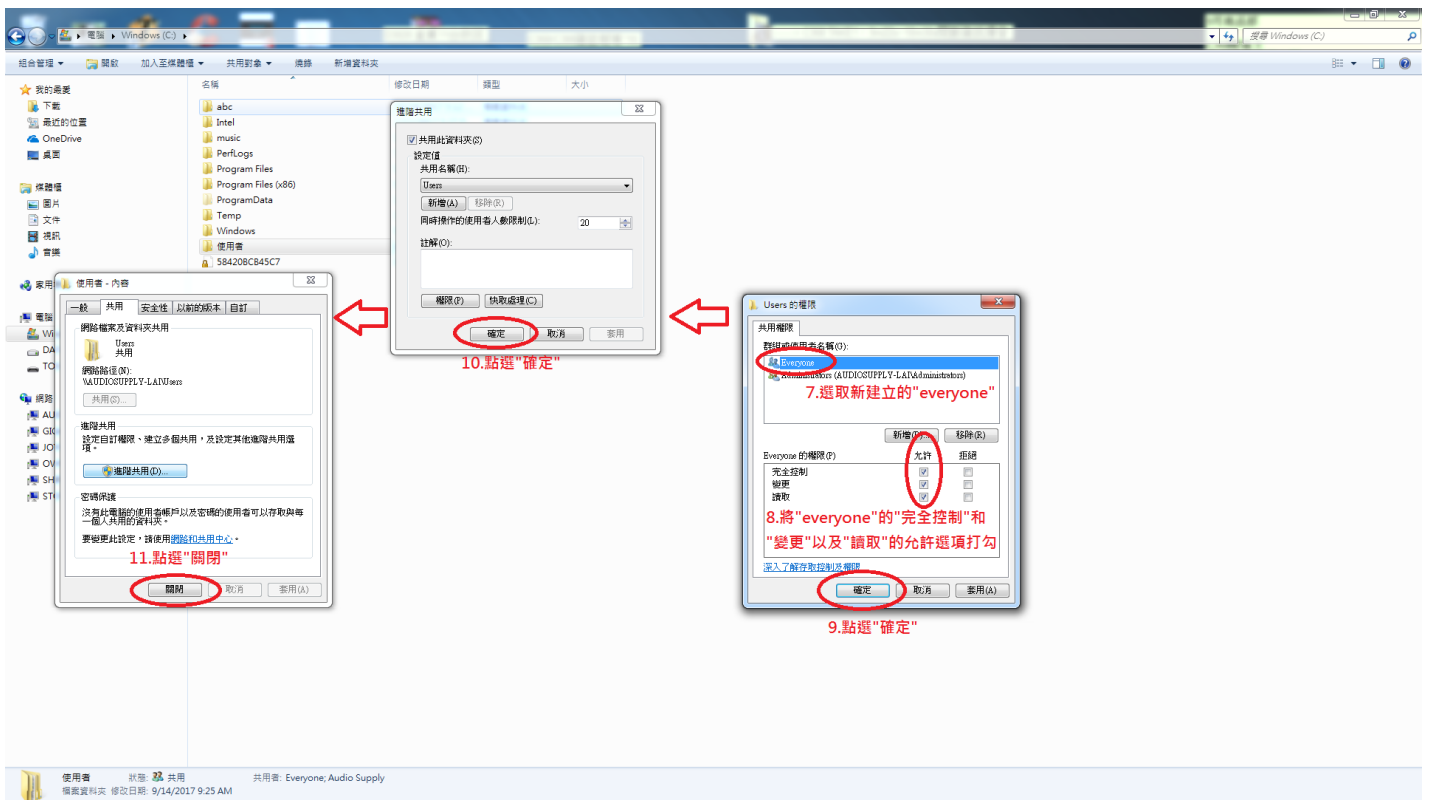 電腦 ▸ Windows (C:) ▸
搜尋 Windows (C:)
組合管理 ▾ 開啟 加入至媒體櫃 ▾ 共用對象 ▾ 燒錄 新增資料夾
名稱 修改日期 類型 大小
我的最愛
下載
最近的位置
OneDrive
桌面
媒體櫃
圖片
文件
視訊
音樂
家用
電腦
Wi
DA
TO
網路
AU
GIG
JO
OV
SH
ST
abc
Intel
music
PerfLogs
Program Files
Program Files (x86)
ProgramData
Temp
Windows
使用者
58420BCB45C7
進階共用
共用此資料夾(S)
設定值
共用名稱(H):
Users
新增(A) 移除(R)
同時操作的使用者人數限制(L): 20
註解(O):
權限(P) 快取處理(C)
確定 取消 套用
10.點選"確定"
Users 的權限
共用權限
群組或使用者名稱(G):
Everyone
Administrators (AUDIOSUPPLY-LAI\Administrators)
7.選取新建立的"everyone"
新增(D)... 移除(R)
Everyone 的權限(P) 允許 拒絕
完全控制
變更
讀取
8.將"everyone"的"完全控制"和
"變更"以及"讀取"的允許選項打勾
深入了解存取控制及權限
確定 取消 套用(A)
9.點選"確定"
使用者 - 內容
一般 共用 安全性 以前的版本 自訂
網路檔案及資料夾共用
Users
共用
網路路徑(N):
\\AUDIOSUPPLY-LAI\Users
共用(S)...
進階共用
設定自訂權限、建立多個共用，及設定其他進階共用選
項。
進階共用(D)...
密碼保護
沒有此電腦的使用者帳戶以及密碼的使用者可以存取與每
一個人共用的資料夾。
要變更此設定，請使用網路和共用中心。
11.點選"關閉"
關閉 取消 套用(A)
使用者 狀態: 共用 共用者: Everyone; Audio Supply
檔案資料夾 修改日期: 9/14/2017 9:25 AM